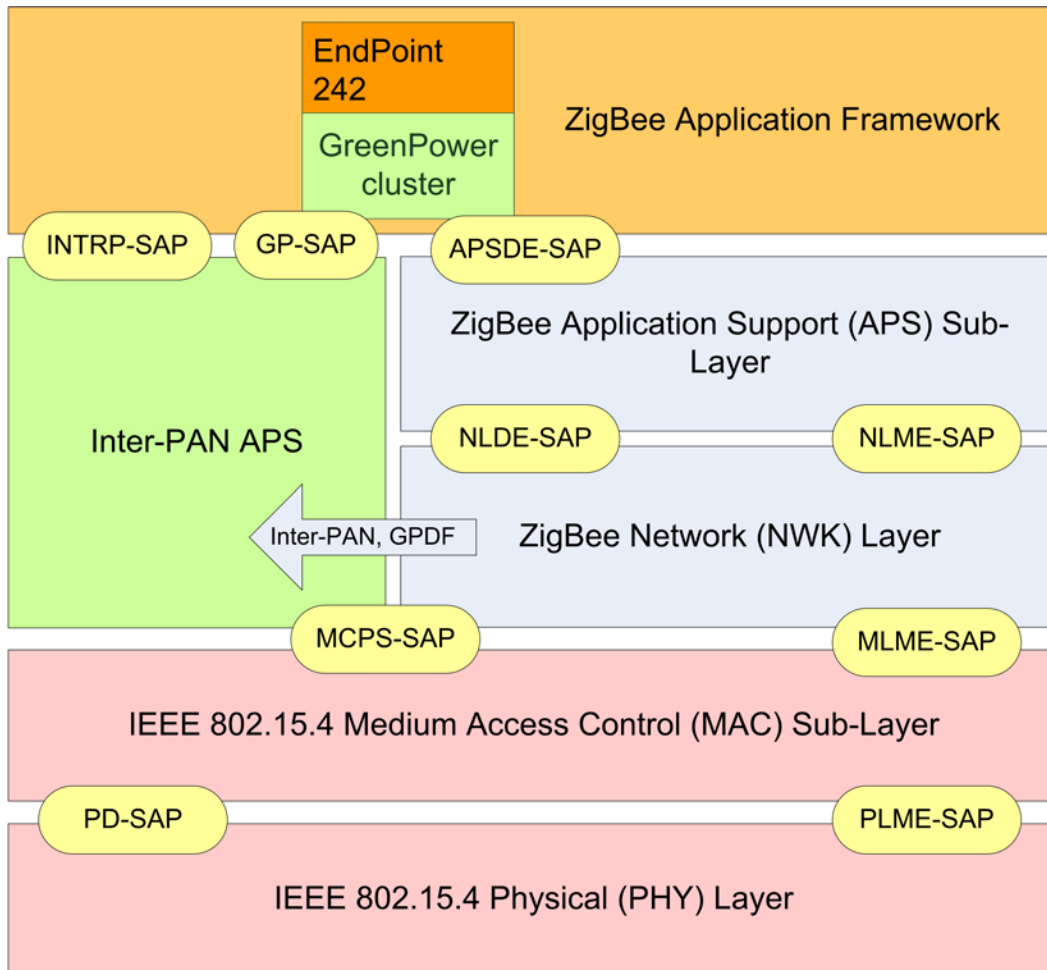 EndPoint
242
ZigBee Application Framework
GreenPower
cluster
INTRP-SAP
GP-SAP
APSDE-SAP
ZigBee Application Support (APS) Sub-
Layer
Inter-PAN APS
NLDE-SAP
NLME-SAP
Inter-PAN, GPDF
ZigBee Network (NWK) Layer
MCPS-SAP
MLME-SAP
IEEE 802.15.4 Medium Access Control (MAC) Sub-Layer
PD-SAP
PLME-SAP
IEEE 802.15.4 Physical (PHY) Layer